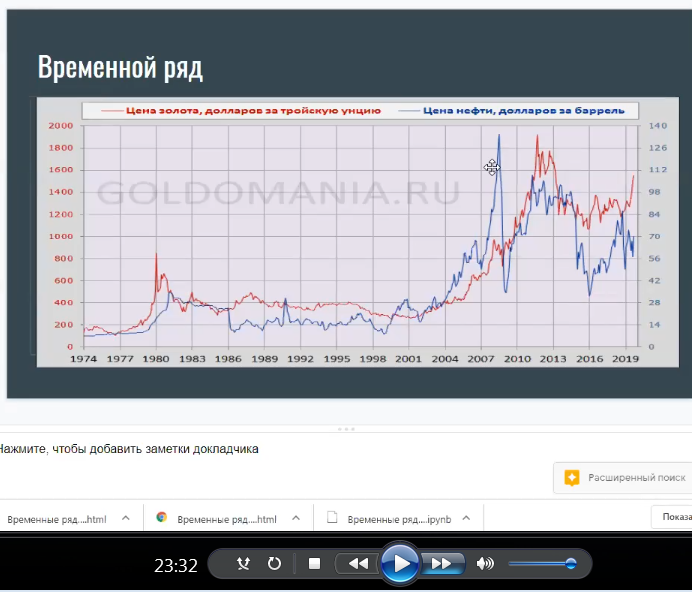 Временной ряд
Цена золота, долларов за тройскую унцию Цена нефти, долларов за баррель
2000 140
1800 126
1600 112
GOLDOMANIA.RU
1400 98
1200 84
1000 70
800 56
600 42
400 28
200 14
0 0
1974 1977 1980 1983 1986 1989 1992 1995 1998 2001 2004 2007 2010 2013 2016 2019
Нажмите, чтобы добавить заметки докладчика
Расширенный поиск
Временные ряд....html Временные ряд....html Временные ряд....ipynb Показа
23:32